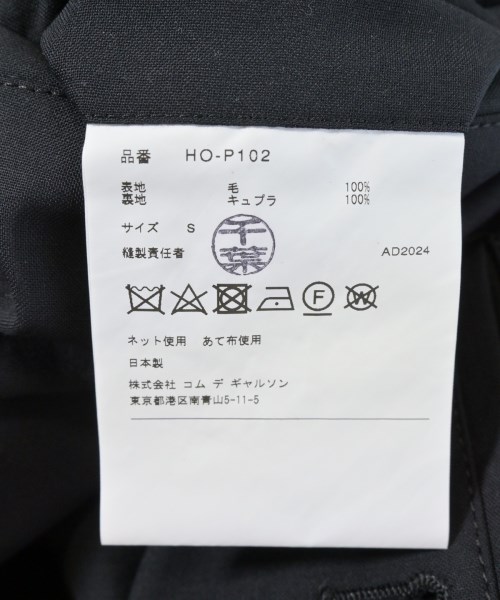 品番 HO-P102
表地 毛 100%
裏地 キュプラ 100%
サイズ S
縫製責任者 千葉 AD2024
F W
ネット使用 あて布使用
日本製
株式会社 コム デ ギャルソン
東京都港区南青山5-11-5